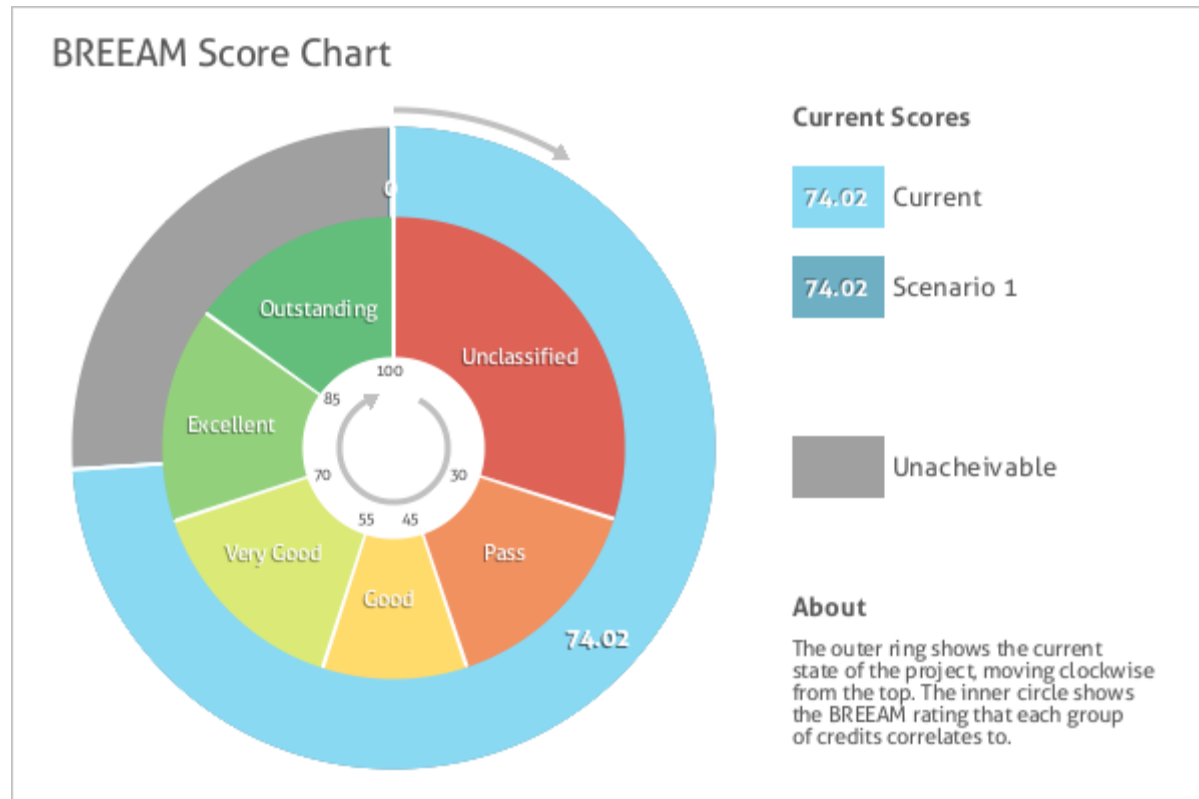 BREEAM Score Chart
Current Scores
74.02 Current
74.02 Scenario 1
Unacheivable
About
The outer ring shows the current
state of the project, moving clockwise
from the top. The inner circle shows
the BREEAM rating that each group
of credits correlates to.
0
Outstanding
Unclassified
Excellent
Pass
Very Good
Good
100
85
30
70
55
45
74.02